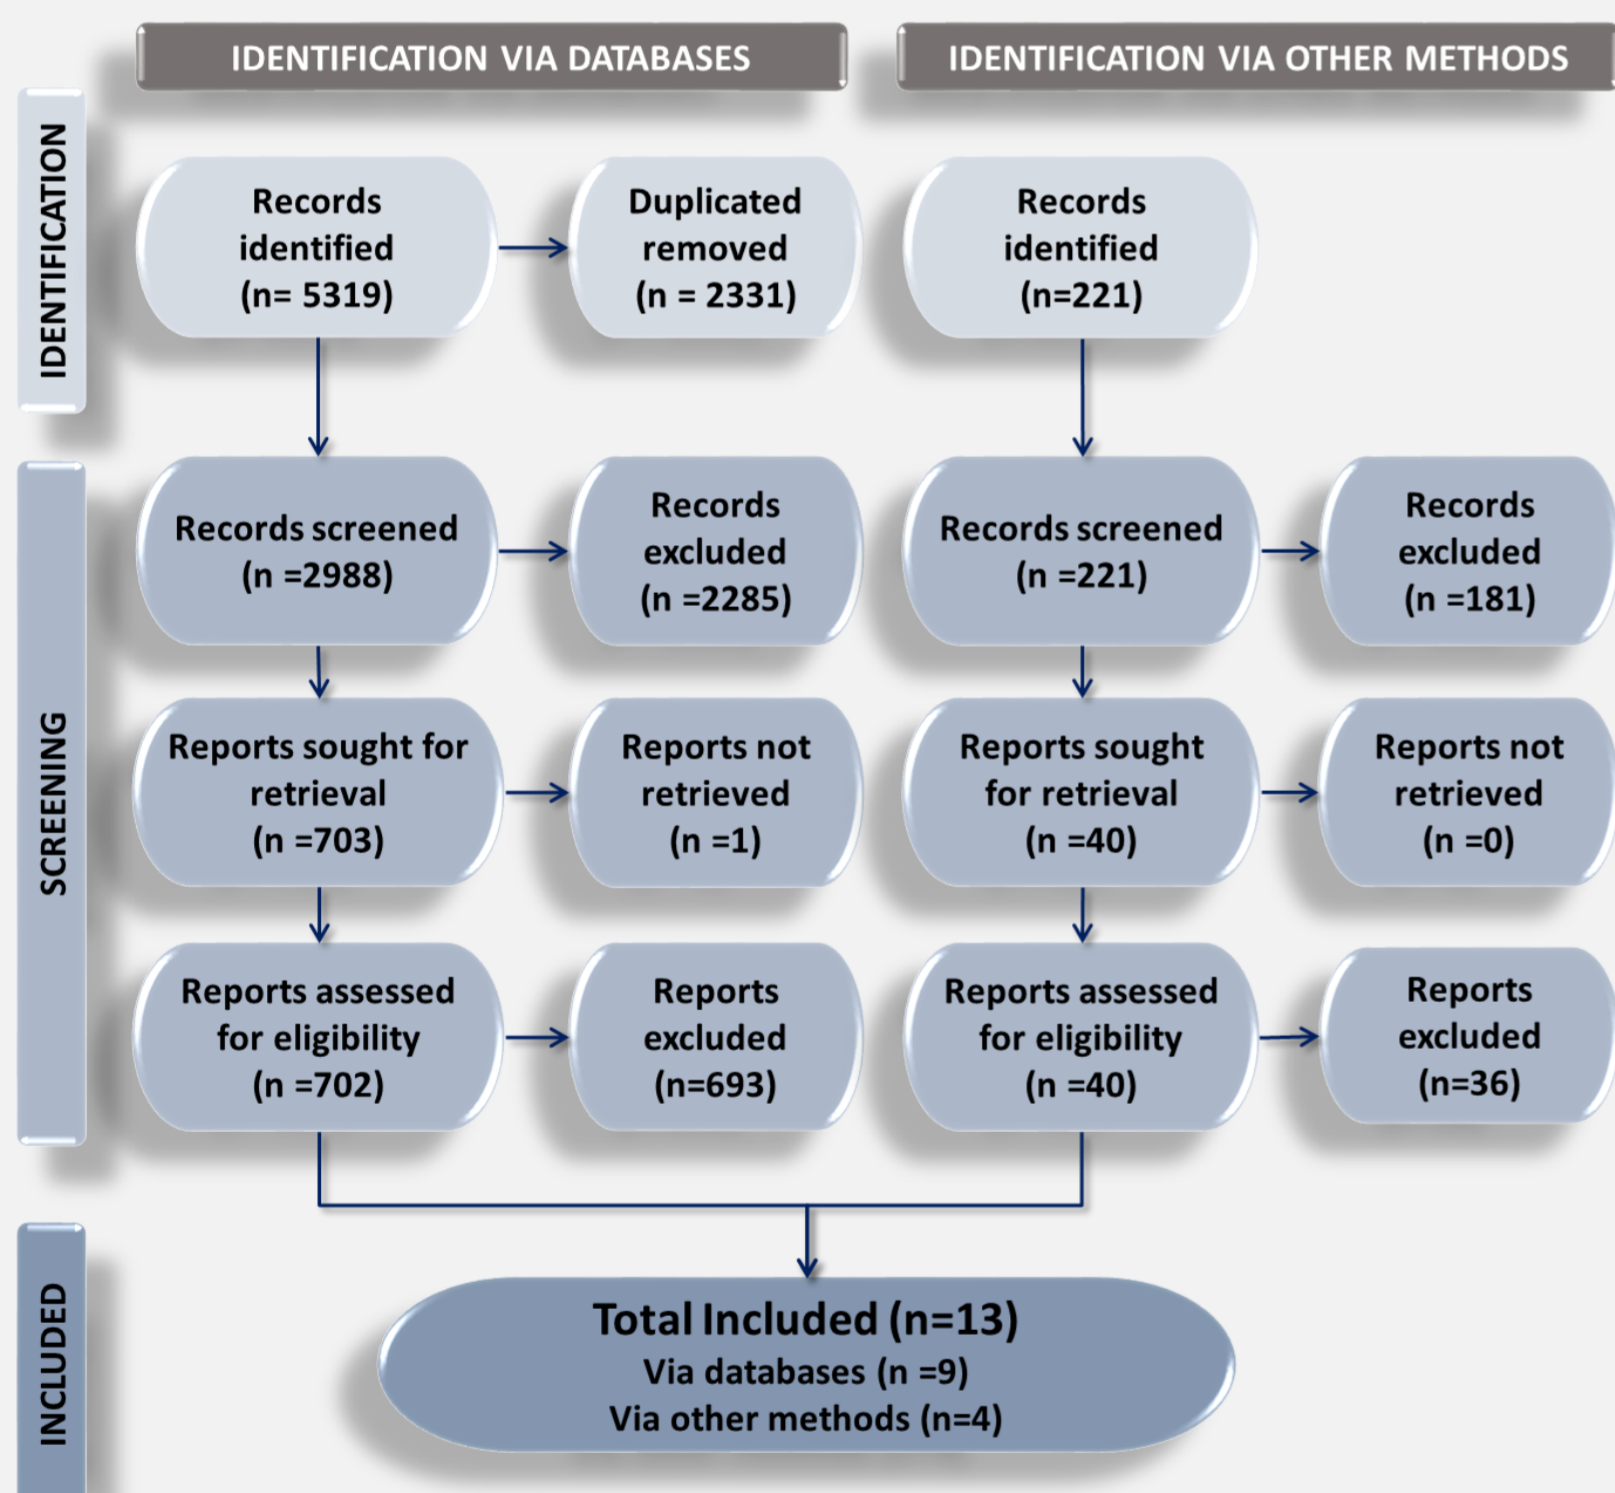 IDENTIFICATION VIA DATABASES
IDENTIFICATION VIA OTHER METHODS
IDENTIFICATION
Records
identified
(n= 5319)
Duplicated
removed
(n = 2331)
Records
identified
(n=221)
SCREENING
Records screened
(n =2988)
Records
excluded
(n =2285)
Records screened
(n =221)
Records
excluded
(n =181)
Reports sought for
retrieval
(n =703)
Reports not
retrieved
(n =1)
Reports sought
for retrieval
(n =40)
Reports not
retrieved
(n =0)
Reports assessed
for eligibility
(n =702)
Reports
excluded
(n=693)
Reports assessed
for eligibility
(n =40)
Reports
excluded
(n=36)
INCLUDED
Total Included (n=13)
Via databases (n =9)
Via other methods (n=4)